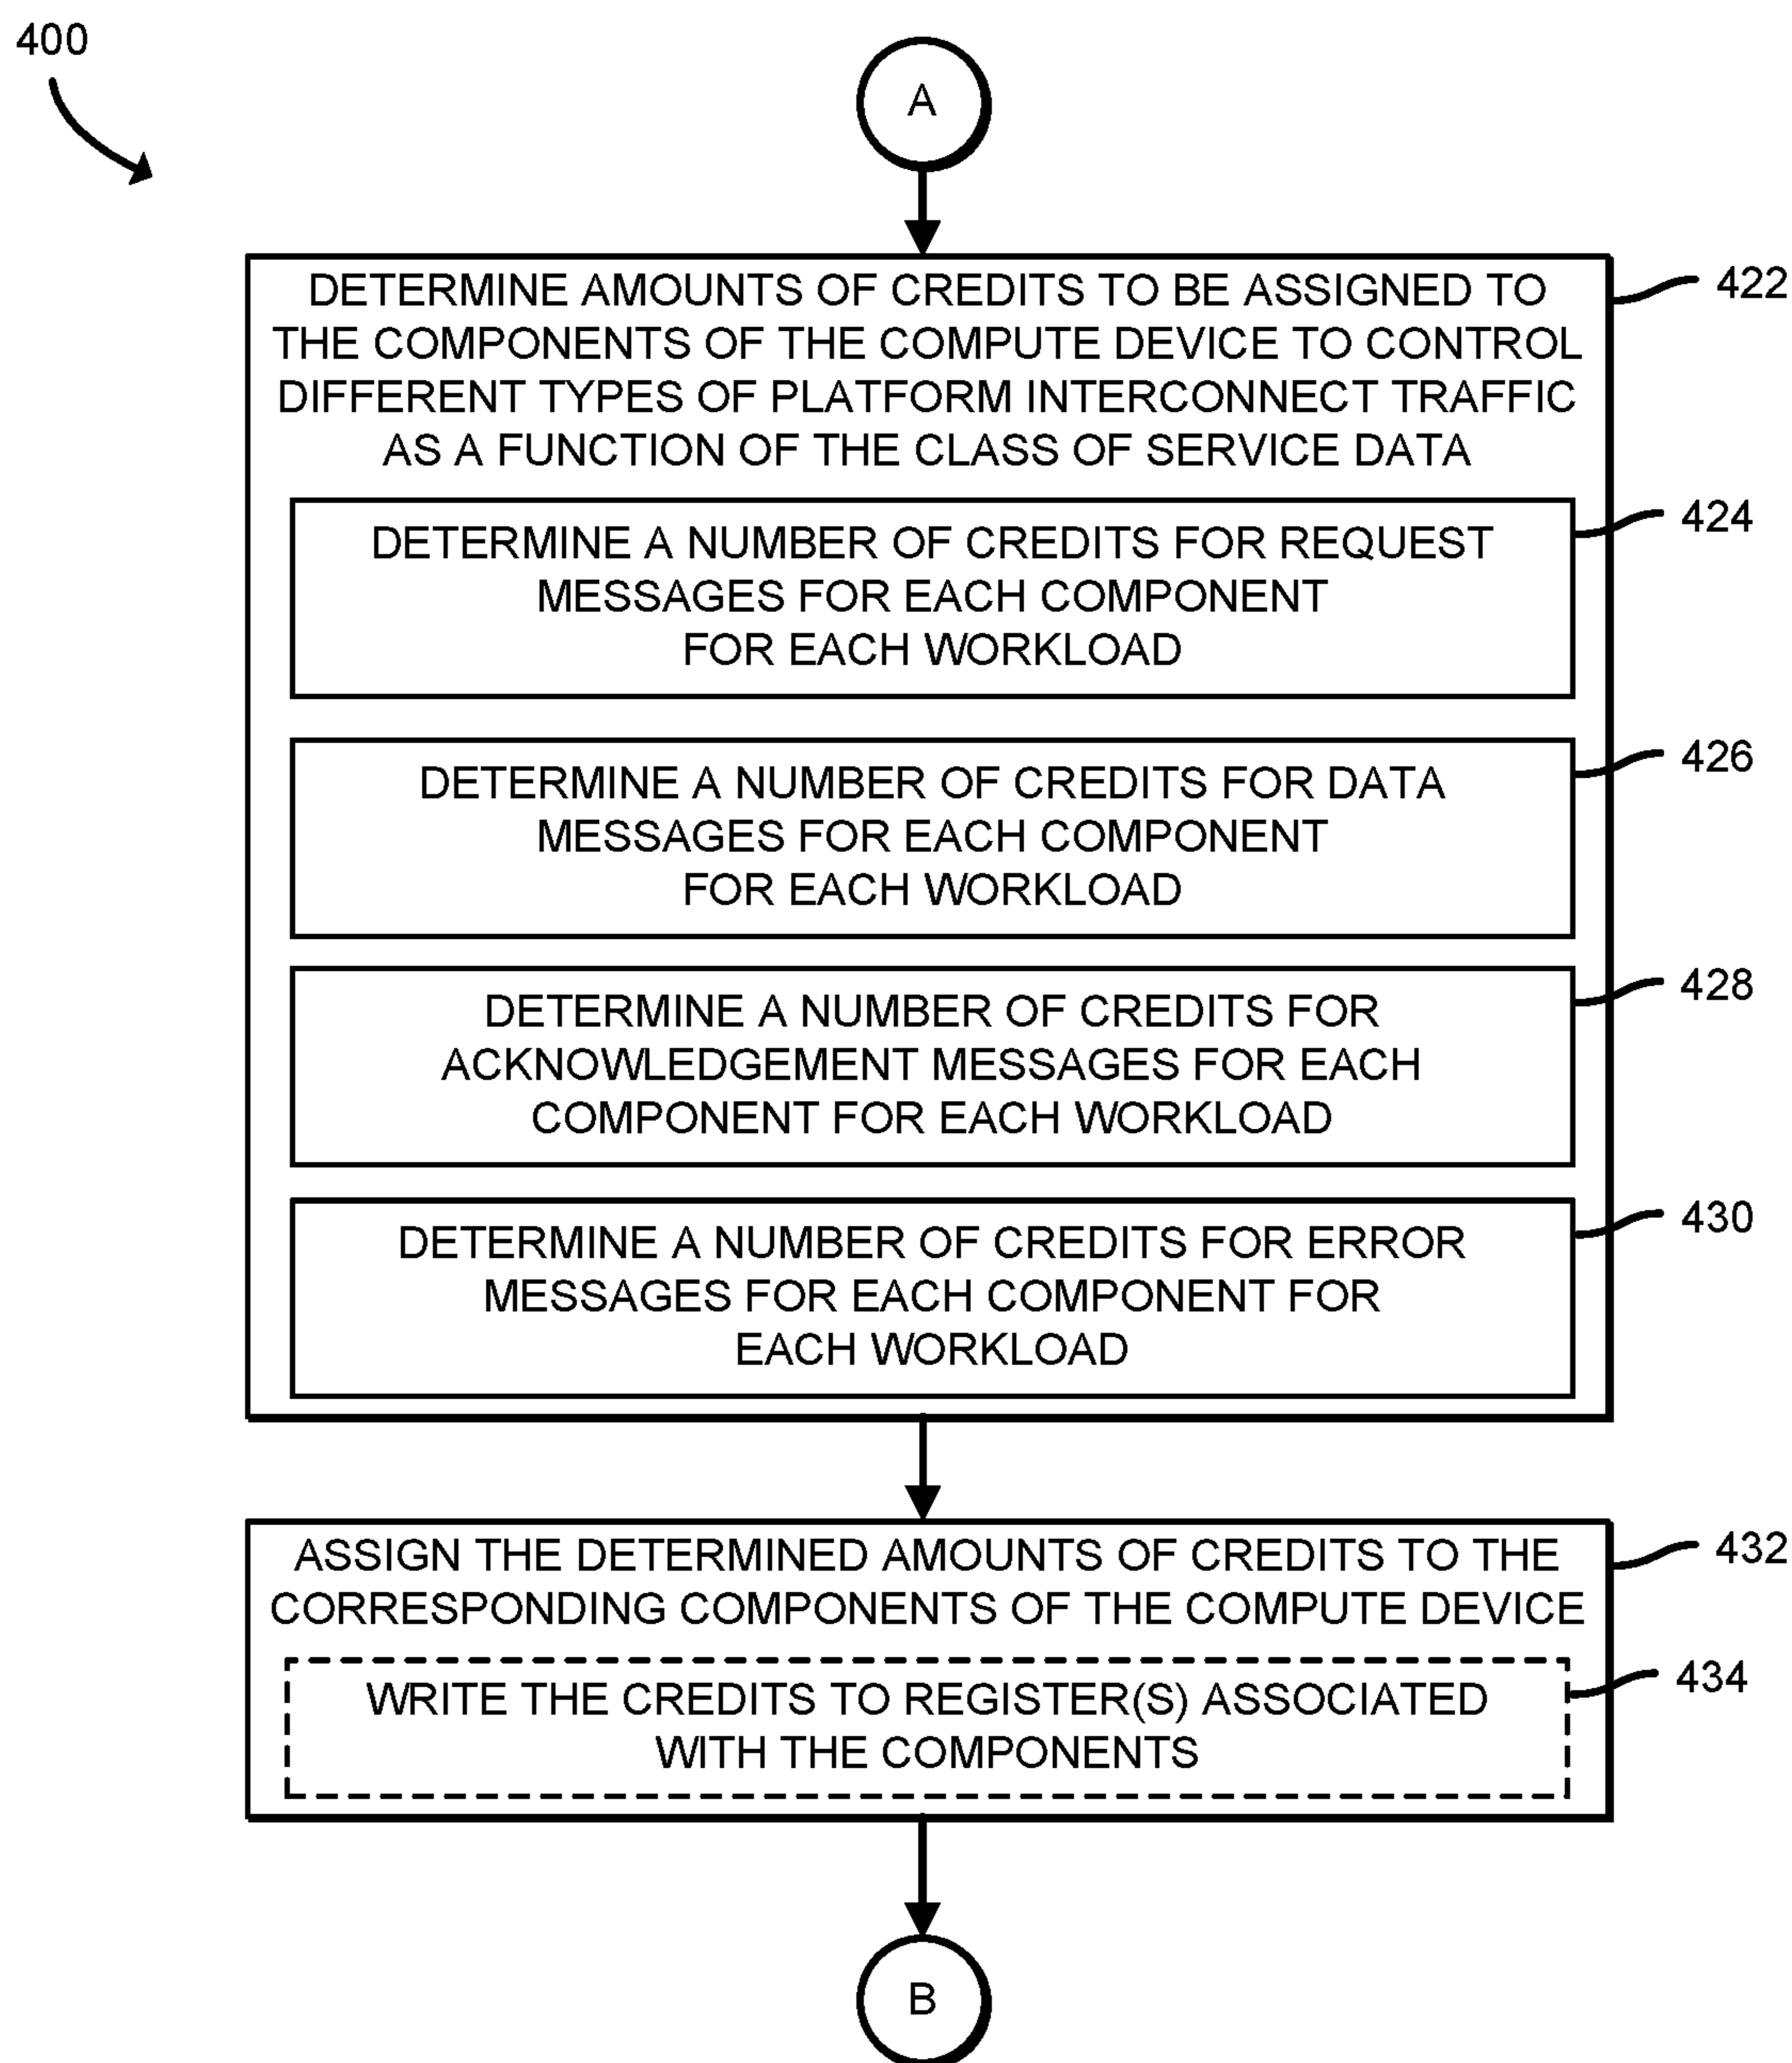 400
A
DETERMINE AMOUNTS OF CREDITS TO BE ASSIGNED TO
THE COMPONENTS OF THE COMPUTE DEVICE TO CONTROL
DIFFERENT TYPES OF PLATFORM INTERCONNECT TRAFFIC
AS A FUNCTION OF THE CLASS OF SERVICE DATA
422
DETERMINE A NUMBER OF CREDITS FOR REQUEST
MESSAGES FOR EACH COMPONENT
FOR EACH WORKLOAD
424
DETERMINE A NUMBER OF CREDITS FOR DATA
MESSAGES FOR EACH COMPONENT
FOR EACH WORKLOAD
426
DETERMINE A NUMBER OF CREDITS FOR
ACKNOWLEDGEMENT MESSAGES FOR EACH
COMPONENT FOR EACH WORKLOAD
428
DETERMINE A NUMBER OF CREDITS FOR ERROR
MESSAGES FOR EACH COMPONENT FOR
EACH WORKLOAD
430
ASSIGN THE DETERMINED AMOUNTS OF CREDITS TO THE
CORRESPONDING COMPONENTS OF THE COMPUTE DEVICE
432
WRITE THE CREDITS TO REGISTER(S) ASSOCIATED
WITH THE COMPONENTS
434
B